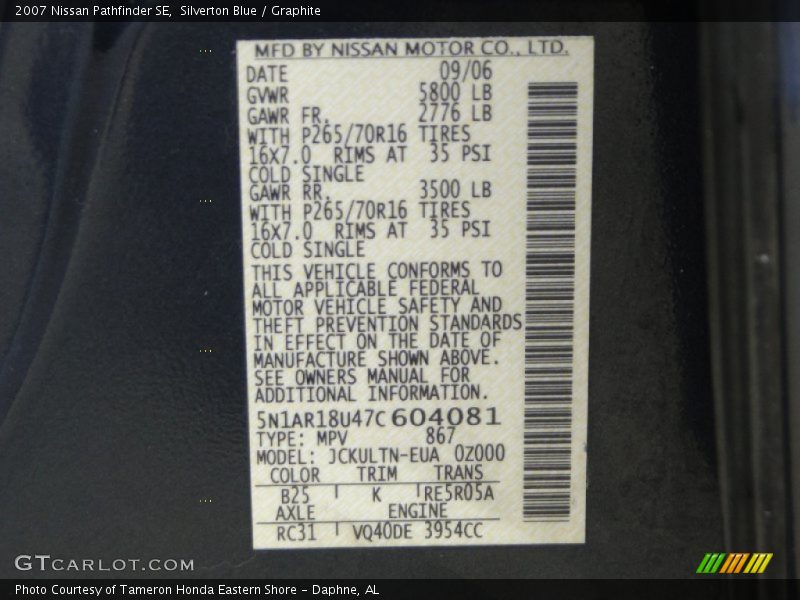 2007 Nissan Pathfinder SE,  Silverton Blue / Graphite
MFD BY NISSAN MOTOR CO., LTD.
DATE 09/06
GVWR 5800 LB
GAWR FR. 2776 LB
WITH P265/70R16 TIRES
16X7.0 RIMS AT 35 PSI
COLD SINGLE
GAWR RR. 3500 LB
WITH P265/70R16 TIRES
16X7.0 RIMS AT 35 PSI
COLD SINGLE
THIS VEHICLE CONFORMS TO
ALL APPLICABLE FEDERAL
MOTOR VEHICLE SAFETY AND
THEFT PREVENTION STANDARDS
IN EFFECT ON THE DATE OF
MANUFACTURE SHOWN ABOVE.
SEE OWNERS MANUAL FOR
ADDITIONAL INFORMATION.
5N1AR18U47C604081
TYPE: MPV 867
MODEL: JCKULTN-EUA 0Z000
COLOR TRIM TRANS
B25 K RE5R05A
AXLE ENGINE
RC31 VQ40DE 3954CC
GTCARLOT.COM
Photo Courtesy of Tameron Honda Eastern Shore - Daphne, AL